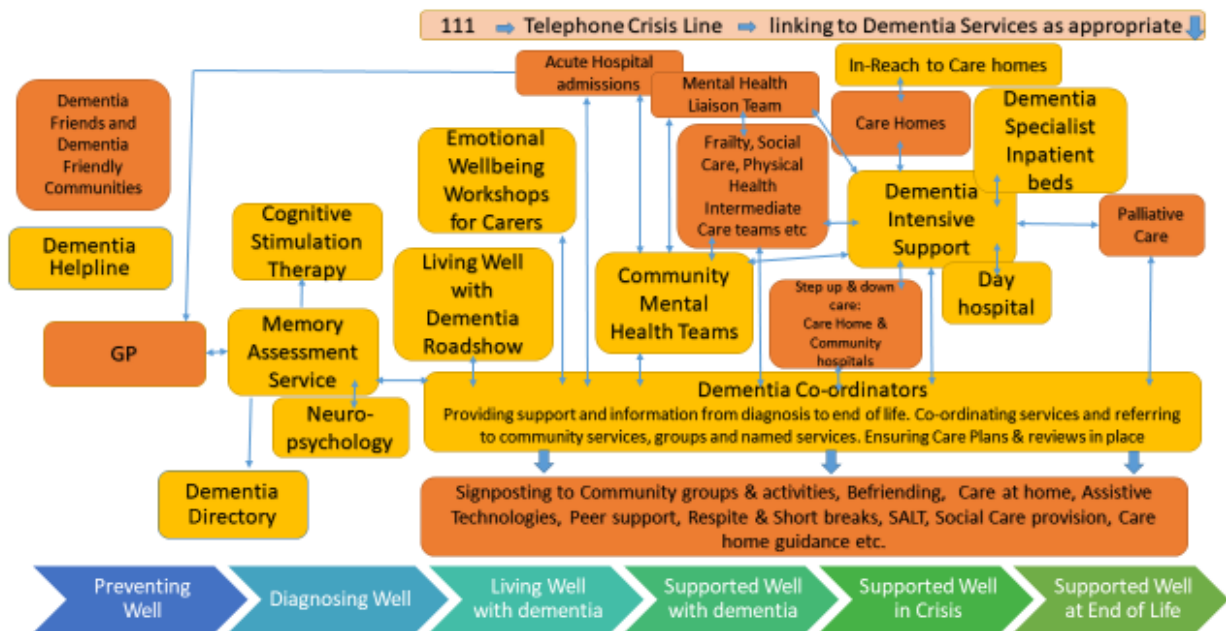 111 Telephone Crisis Line linking to Dementia Services as appropriate
Acute Hospital
admissions
Mental Health
Liaison Team
In-Reach to Care homes
Care Homes
Dementia
Specialist
Inpatient
beds
Dementia
Friends and
Dementia
Friendly
Communities
Emotional
Wellbeing
Workshops
for Carers
Frailty, Social
Care, Physical
Health
Intermediate
Care teams etc
Dementia
Intensive
Support
Palliative
Care
Dementia
Helpline
Cognitive
Stimulation
Therapy
Living Well
with
Dementia
Roadshow
Community
Mental
Health Teams
Step up & down
care:
Care Home &
Community
hospitals
Day
hospital
GP
Memory
Assessment
Service
Neuro-
psychology
Dementia
Directory
Dementia Co-ordinators
Providing support and information from diagnosis to end of life. Co-ordinating services and referring
to community services, groups and named services. Ensuring Care Plans & reviews in place
Signposting to Community groups & activities, Befriending, Care at home, Assistive
Technologies, Peer support, Respite & Short breaks, SALT, Social Care provision, Care
home guidance etc.
Preventing
Well
Diagnosing Well
Living Well
with dementia
Supported Well
with dementia
Supported Well
in Crisis
Supported Well
at End of Life